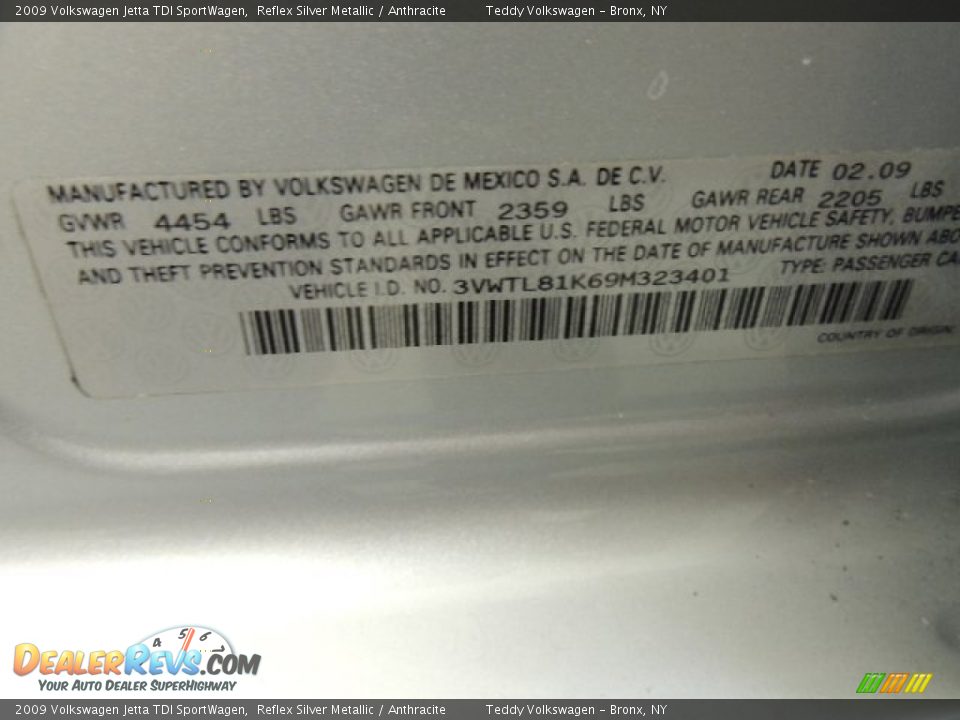 2009 Volkswagen Jetta TDI SportWagen, Reflex Silver Metallic / Anthracite Teddy Volkswagen - Bronx, NY
MANUFACTURED BY VOLKSWAGEN DE MEXICO S.A. DE C.V. DATE 02.09
GVWR 4454 LBS GAWR FRONT 2359 LBS GAWR REAR 2205 LBS
THIS VEHICLE CONFORMS TO ALL APPLICABLE U.S. FEDERAL MOTOR VEHICLE SAFETY, BUMPE
AND THEFT PREVENTION STANDARDS IN EFFECT ON THE DATE OF MANUFACTURE SHOWN ABO
VEHICLE I.D. NO. 3VWTL81K69M323401 TYPE: PASSENGER CA
COUNTRY OF ORIGIN:
4 5 6
DEALERREVS.COM
YOUR AUTO DEALER SUPERHIGHWAY
2009 Volkswagen Jetta TDI SportWagen, Reflex Silver Metallic / Anthracite Teddy Volkswagen - Bronx, NY